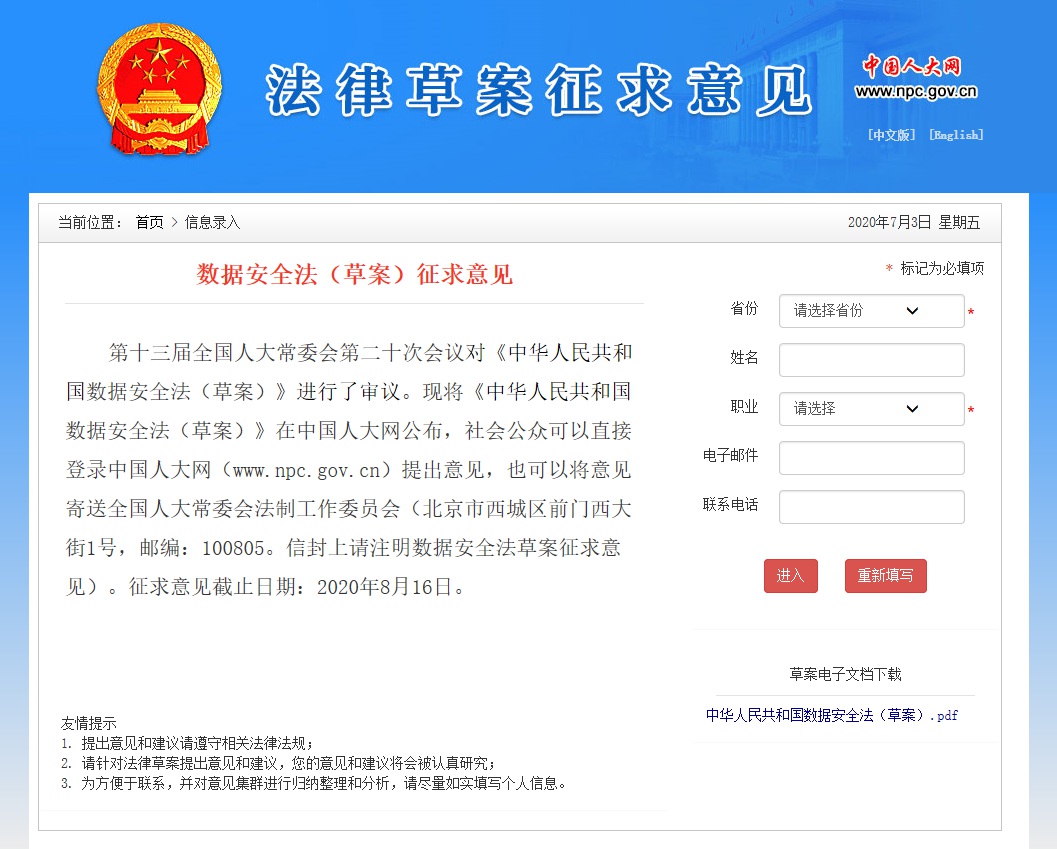 法律草案征求意见
中国人大网
www.npc.gov.cn
[中文版] [English]
当前位置： 首页 > 信息录入
2020年7月3日 星期五
数据安全法（草案）征求意见
第十三届全国人大常委会第二十次会议对《中华人民共和
国数据安全法（草案）》进行了审议。现将《中华人民共和国
数据安全法（草案）》在中国人大网公布，社会公众可以直接
登录中国人大网（www.npc.gov.cn）提出意见，也可以将意见
寄送全国人大常委会法制工作委员会（北京市西城区前门西大
街1号，邮编：100805。信封上请注明数据安全法草案征求意
见）。征求意见截止日期：2020年8月16日。
友情提示
1. 提出意见和建议请遵守相关法律法规；
2. 请针对法律草案提出意见和建议，您的意见和建议将会被认真研究；
3. 为方便于联系，并对意见集群进行归纳整理和分析，请尽量如实填写个人信息。
* 标记为必填项
省份 请选择省份 *
姓名
职业 请选择 *
电子邮件
联系电话
进入 重新填写
草案电子文档下载
中华人民共和国数据安全法（草案）.pdf